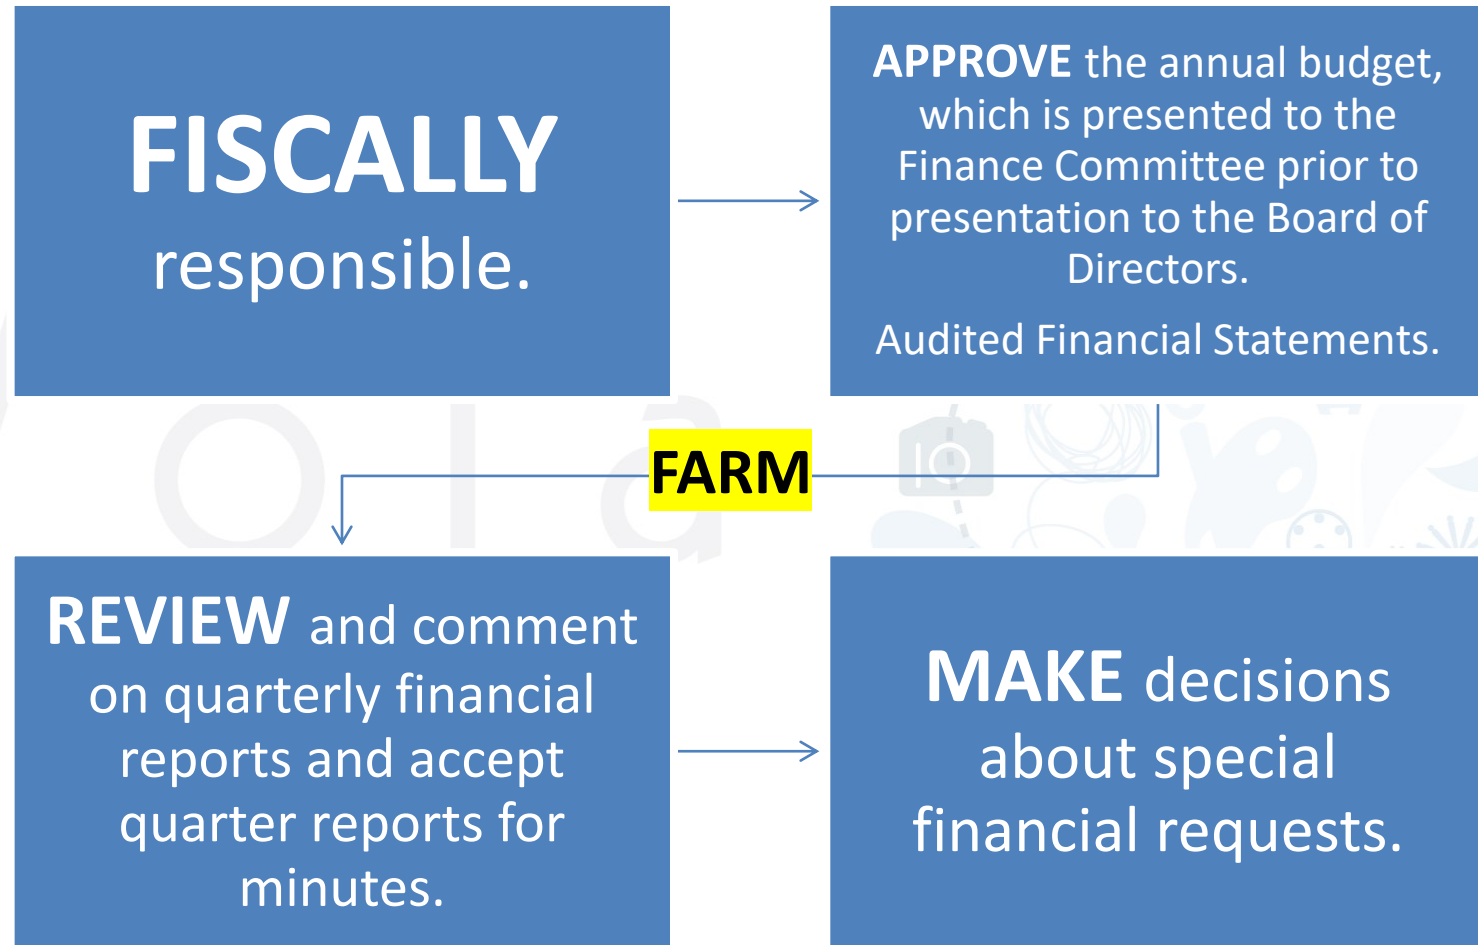 FISCALLY
responsible.
APPROVE the annual budget,
which is presented to the
Finance Committee prior to
presentation to the Board of
Directors.
Audited Financial Statements.
FARM
REVIEW and comment
on quarterly financial
reports and accept
quarter reports for
minutes.
MAKE decisions
about special
financial requests.